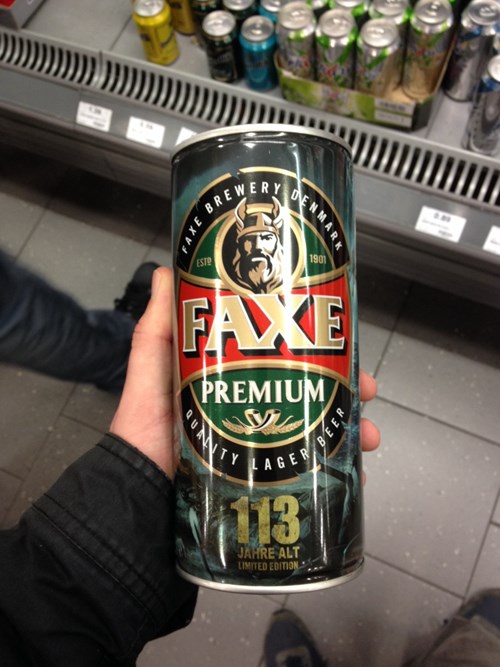 FAXE BREWERY DENMARK
ESTD 1901
FAXE
PREMIUM
QUALITY LAGER BEER
113
JAHRE ALT
LIMITED EDITION